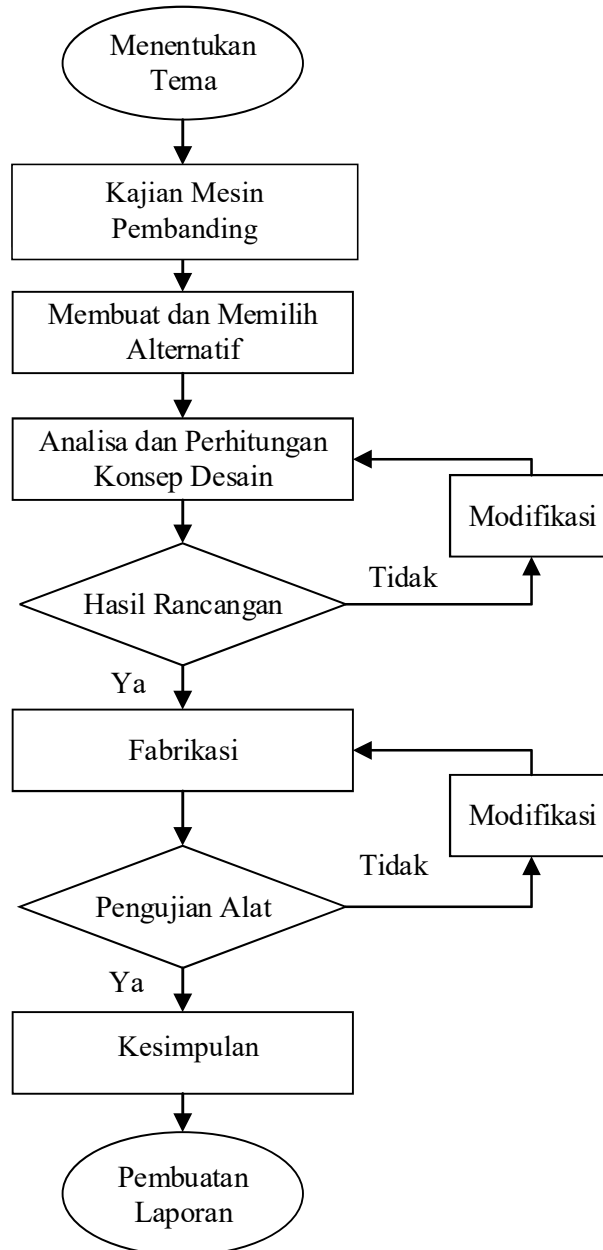 Menentukan
Tema
Kajian Mesin
Pembanding
Membuat dan Memilih
Alternatif
Analisa dan Perhitungan
Konsep Desain
Modifikasi
Tidak
Hasil Rancangan
Ya
Fabrikasi
Modifikasi
Tidak
Pengujian Alat
Ya
Kesimpulan
Pembuatan
Laporan